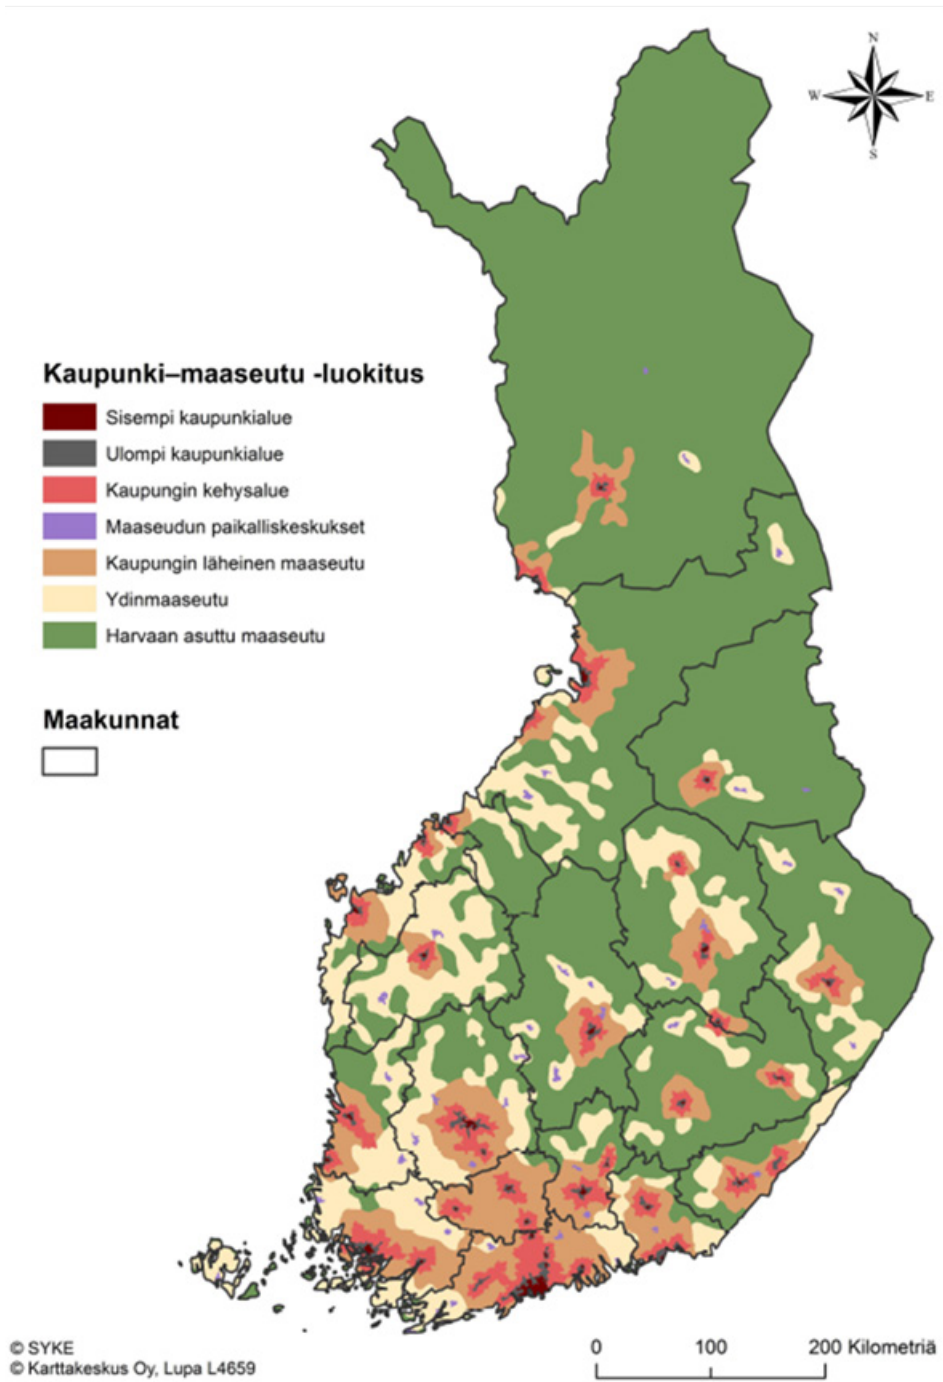 N
W E
S
Kaupunki–maaseutu -luokitus
Sisempi kaupunkialue
Ulompi kaupunkialue
Kaupungin kehysalue
Maaseudun paikalliskeskukset
Kaupungin läheinen maaseutu
Ydinmaaseutu
Harvaan asuttu maaseutu
Maakunnat
© SYKE
© Karttakeskus Oy, Lupa L4659
0 100 200 Kilometriä